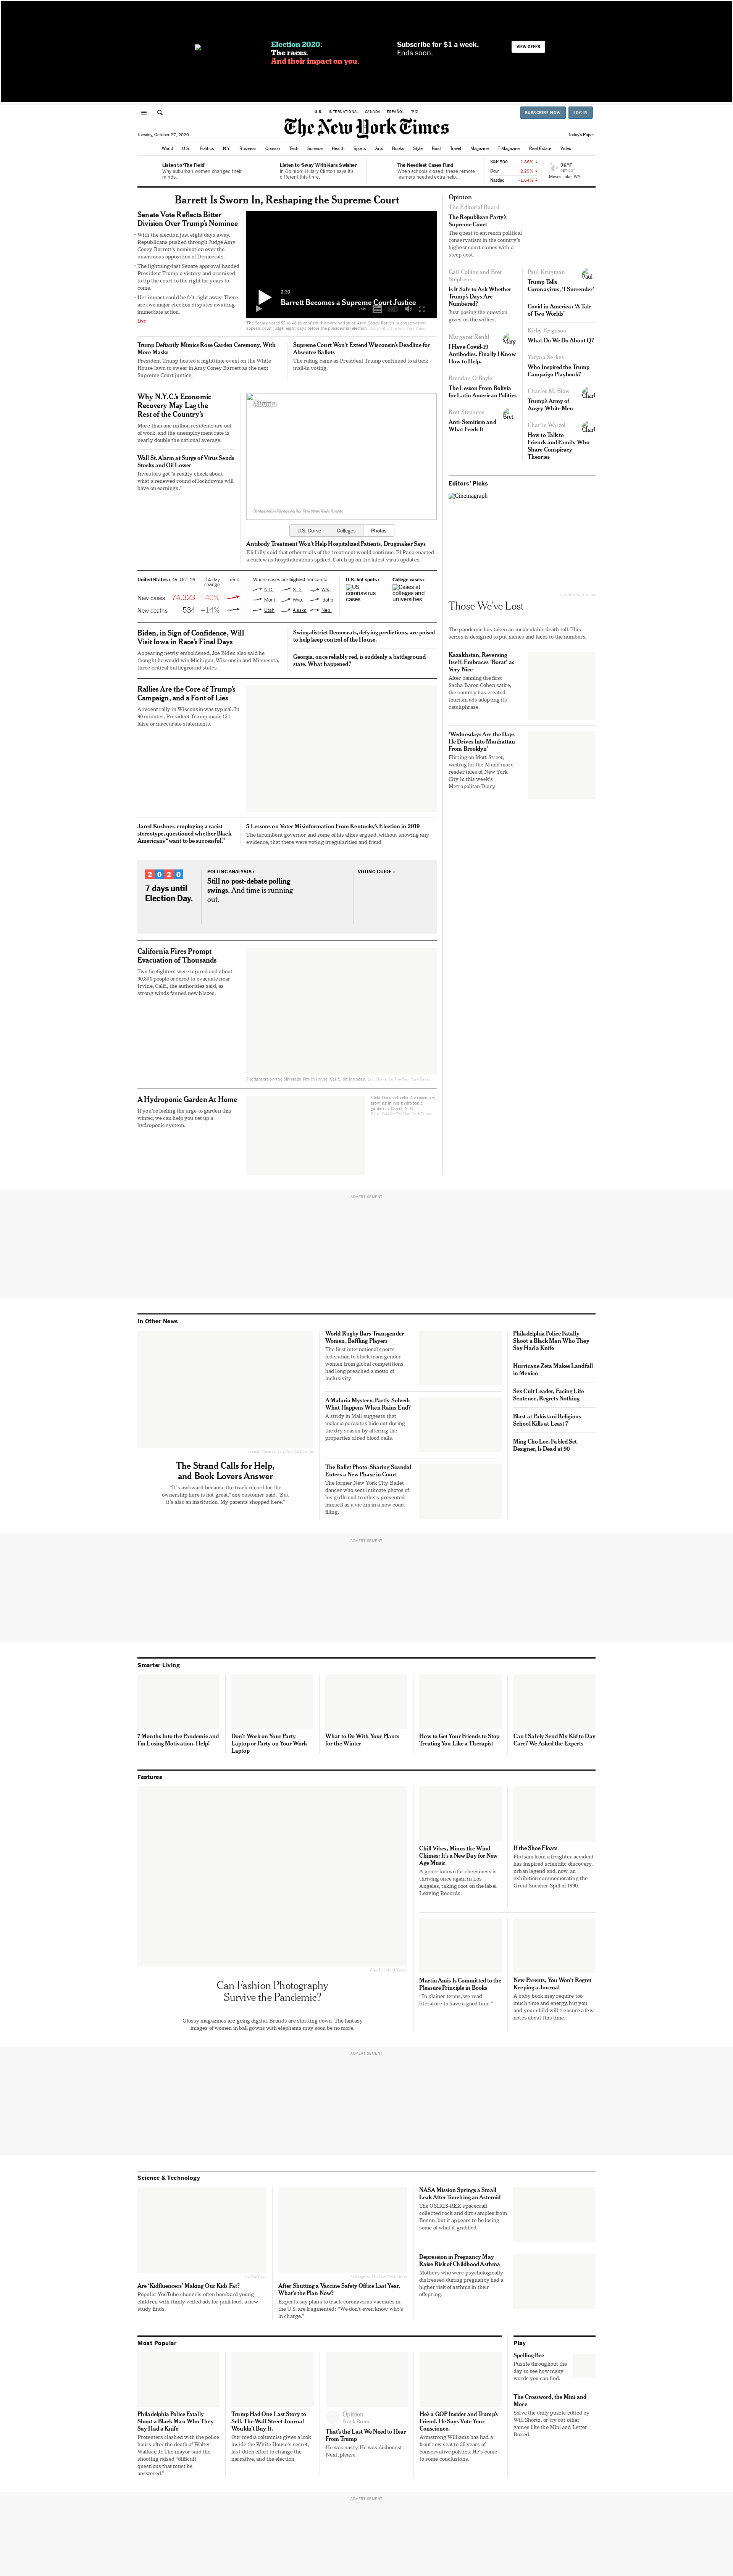 Election 2020:
The races.
And their impact on you.
Subscribe for $1 a week.
Ends soon.
VIEW OFFER
U.S.
INTERNATIONAL
CANADA
ESPAÑOL
中文
SUBSCRIBE NOW
LOG IN
Tuesday, October 27, 2020
The New York Times
Today's Paper
World
U.S.
Politics
N.Y.
Business
Opinion
Tech
Science
Health
Sports
Arts
Books
Style
Food
Travel
Magazine
T Magazine
Real Estate
Video
Listen to 'The Field'
Why suburban women changed their
minds.
Listen to 'Sway' With Kara Swisher
In Opinion: Hillary Clinton says it's
different this time.
The Neediest Cases Fund
When schools closed, these remote
learners needed extra help.
S&P 500 -1.86%
Dow -2.29%
Nasdaq -1.64%
26°F
Moses Lake, WA
Barrett Is Sworn In, Reshaping the Supreme Court
Senate Vote Reflects Bitter
Division Over Trump's Nominee
• With the election just eight days away,
Republicans pushed through Judge Amy
Coney Barrett's nomination over the
unanimous opposition of Democrats.
• The lightning-fast Senate approval handed
President Trump a victory and promised
to tip the court to the right for years to
come.
• Her impact could be felt right away. There
are two major election disputes awaiting
immediate action.
Live
2:39
Barrett Becomes a Supreme Court Justice
2:39
HD
The Senate voted 52 to 48 to confirm the nomination of Amy Coney Barrett, a conservative
appeals court judge, eight days before the presidential election.
Trump Defiantly Mimics Rose Garden Ceremony, With
More Masks
President Trump hosted a nighttime event on the White
House lawn to swear in Amy Coney Barrett as the next
Supreme Court justice.
Supreme Court Won't Extend Wisconsin's Deadline for
Absentee Ballots
The ruling came as President Trump continued to attack
mail-in voting.
Why N.Y.C.'s Economic
Recovery May Lag the
Rest of the Country's
More than one million residents are out
of work, and the unemployment rate is
nearly double the national average.
Wall St. Alarm at Surge of Virus Sends
Stocks and Oil Lower
Investors got "a reality check about
what a renewed round of lockdowns will
have on earnings."
U.S. Curve
Colleges
Photos
Antibody Treatment Won't Help Hospitalized Patients, Drugmaker Says
Eli Lilly said that other trials of the treatment would continue. El Paso enacted
a curfew as hospitalizations spiked. Catch up on the latest virus updates.
United States › On Oct. 26
14-day
change
Trend
New cases 74,323 +40%
New deaths 534 +14%
Where cases are highest per capita
N.D.
S.D.
Wis.
Mont.
Wyo.
Idaho
Utah
Alaska
Neb.
U.S. hot spots ›
US
coronavirus
cases
College cases ›
Cases at
colleges and
universities
Biden, in Sign of Confidence, Will
Visit Iowa in Race's Final Days
Appearing newly emboldened, Joe Biden also said he
thought he would win Michigan, Wisconsin and Minnesota,
three critical battleground states.
Swing-district Democrats, defying predictions, are poised
to help keep control of the House.
Georgia, once reliably red, is suddenly a battleground
state. What happened?
Rallies Are the Core of Trump's
Campaign, and a Font of Lies
A recent rally in Wisconsin was typical. In
90 minutes, President Trump made 131
false or inaccurate statements.
Jared Kushner, employing a racist
stereotype, questioned whether Black
Americans "want to be successful."
5 Lessons on Voter Misinformation From Kentucky's Election in 2019
The incumbent governor and some of his allies argued, without showing any
evidence, that there were voting irregularities and fraud.
2020
7 days until
Election Day.
POLLING ANALYSIS ›
Still no post-debate polling
swings. And time is running
out.
VOTING GUIDE ›
California Fires Prompt
Evacuation of Thousands
Two firefighters were injured and about
90,800 people ordered to evacuate near
Irvine, Calif., the authorities said, as
strong winds fanned new blazes.
Firefighters on the Silverado Fire in Irvine, Calif., on Monday.
A Hydroponic Garden At Home
If you're feeling the urge to garden this
winter, we can help you set up a
hydroponic system.
Opinion
The Editorial Board
The Republican Party's
Supreme Court
The quest to entrench political
conservatism in the country's
highest court comes with a
steep cost.
Gail Collins and Bret
Stephens
Is It Safe to Ask Whether
Trump's Days Are
Numbered?
Just posing the question
gives us the willies.
Margaret Renkl
I Have Covid-19
Antibodies. Finally I Know
How to Help.
Brendan O'Boyle
The Lesson From Bolivia
for Latin American Politics
Bret Stephens
Anti-Semitism and
What Feeds It
Paul Krugman
Trump Tells
Coronavirus, 'I Surrender'
Covid in America: 'A Tale
of Two Worlds'
Kirby Ferguson
What Do We Do About Q?
Yaryna Serkez
Who Inspired the Trump
Campaign Playbook?
Charles M. Blow
Trump's Army of
Angry White Men
Charlie Warzel
How to Talk to
Friends and Family Who
Share Conspiracy
Theories
Editors' Picks
Cinemagraph
The New York Times
Those We've Lost
The pandemic has taken an incalculable death toll. This
series is designed to put names and faces to the numbers.
Kazakhstan, Reversing
Itself, Embraces 'Borat' as
Very Nice
After banning the first
Sacha Baron Cohen satire,
the country has created
tourism ads adopting its
catchphrase.
'Wednesdays Are the Days
He Drives Into Manhattan
From Brooklyn'
Flirting on Mott Street,
waiting for the M and more
reader tales of New York
City in this week's
Metropolitan Diary.
ADVERTISEMENT
In Other News
The Strand Calls for Help,
and Book Lovers Answer
"It's awkward because the track record for the
ownership here is not great," one customer said. "But
it's also an institution. My parents shopped here."
World Rugby Bars Transgender
Women, Baffling Players
The first international sports
federation to block transgender
women from global competitions
had long preached a motto of
inclusivity.
A Malaria Mystery, Partly Solved:
What Happens When Rains End?
A study in Mali suggests that
malaria parasites hide out during
the dry season by altering the
properties of red blood cells.
The Ballet Photo-Sharing Scandal
Enters a New Phase in Court
The former New York City Ballet
dancer who sent intimate photos of
his girlfriend to others presented
himself as a victim in a new court
filing.
Philadelphia Police Fatally
Shoot a Black Man Who They
Say Had a Knife
Hurricane Zeta Makes Landfall
in Mexico
Sex Cult Leader, Facing Life
Sentence, Regrets Nothing
Blast at Pakistani Religious
School Kills at Least 7
Ming Cho Lee, Fabled Set
Designer, Is Dead at 90
ADVERTISEMENT
Smarter Living
7 Months Into the Pandemic and
I'm Losing Motivation. Help!
Don't Work on Your Party
Laptop or Party on Your Work
Laptop
What to Do With Your Plants
for the Winter
How to Get Your Friends to Stop
Treating You Like a Therapist
Can I Safely Send My Kid to Day
Care? We Asked the Experts
Features
Can Fashion Photography
Survive the Pandemic?
Glossy magazines are going digital. Brands are shutting down. The fantasy
images of women in ball gowns with elephants may soon be no more.
Chill Vibes, Minus the Wind
Chimes: It's a New Day for New
Age Music
A genre known for cheesiness is
thriving once again in Los
Angeles, taking root on the label
Leaving Records.
If the Shoe Floats
Flotsam from a freighter accident
has inspired scientific discovery,
urban legend and, now, an
exhibition commemorating the
Great Sneaker Spill of 1990.
Martin Amis Is Committed to the
Pleasure Principle in Books
"In plainer terms, we read
literature to have a good time."
New Parents, You Won't Regret
Keeping a Journal
A baby book may require too
much time and energy, but you
and your child will treasure a few
notes about this time.
ADVERTISEMENT
Science & Technology
Are 'Kidfluencers' Making Our Kids Fat?
Popular YouTube channels often bombard young
children with thinly veiled ads for junk food, a new
study finds.
After Shutting a Vaccine Safety Office Last Year,
What's the Plan Now?
Experts say plans to track coronavirus vaccines in
the U.S. are fragmented: "We don't even know who's
in charge."
NASA Mission Springs a Small
Leak After Touching an Asteroid
The OSIRIS-REX spacecraft
collected rock and dirt samples from
Bennu, but it appears to be losing
some of what it grabbed.
Depression in Pregnancy May
Raise Risk of Childhood Asthma
Mothers who were psychologically
distressed during pregnancy had a
higher risk of asthma in their
offspring.
Most Popular
Philadelphia Police Fatally
Shoot a Black Man Who They
Say Had a Knife
Protesters clashed with the police
hours after the death of Walter
Wallace Jr. The mayor said the
shooting raised "difficult
questions that must be
answered."
Trump Had One Last Story to
Sell. The Wall Street Journal
Wouldn't Buy It.
Our media columnist gives a look
inside the White House's secret,
last-ditch effort to change the
narrative, and the election.
Opinion
Frank Bruni
That's the Last We Need to Hear
From Trump
He was nasty. He was dishonest.
Next, please.
He's a GOP Insider and Trump's
Friend. He Says Vote Your
Conscience.
Armstrong Williams has had a
front row seat to 30 years of
conservative politics. He's come
to some conclusions.
Play
Spelling Bee
Puzzle throughout the
day to see how many
words you can find.
The Crossword, the Mini and
More
Solve the daily puzzle edited by
Will Shortz, or try out other
games like the Mini and Letter
Boxed.
ADVERTISEMENT